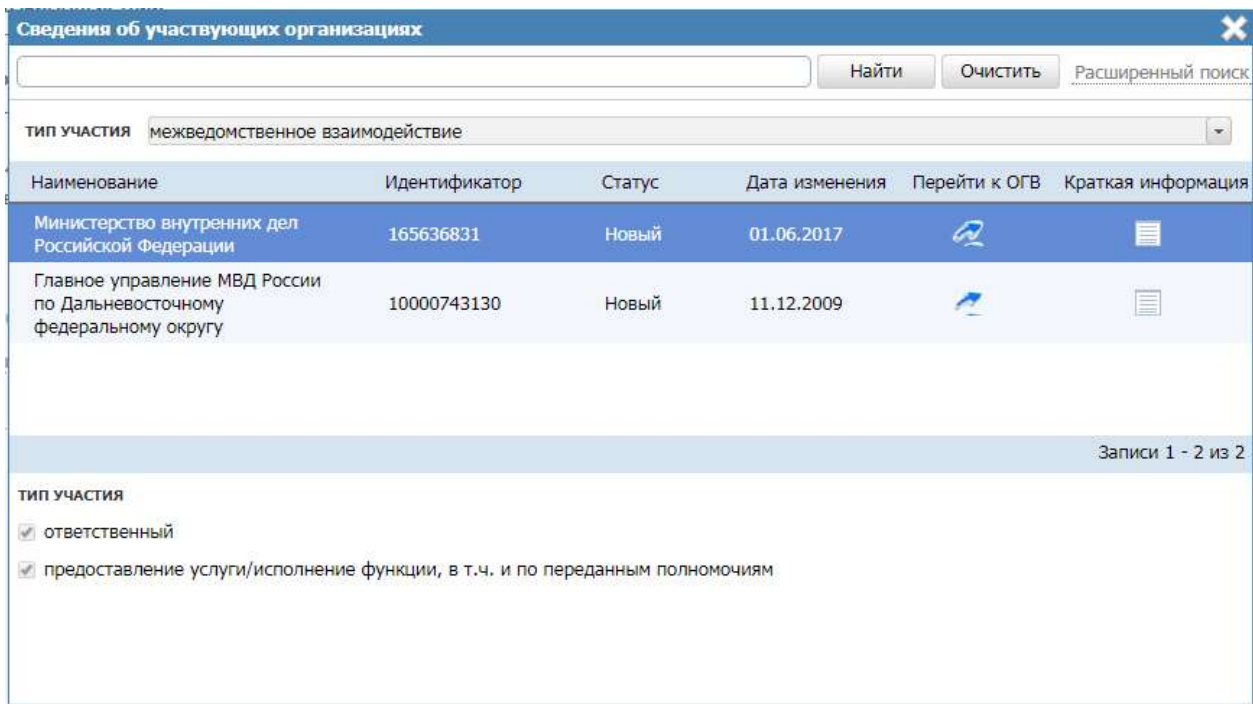 Сведения об участвующих организациях
Найти Очистить Расширенный поиск
ТИП УЧАСТИЯ межведомственное взаимодействие
Наименование Идентификатор Статус Дата изменения Перейти к ОГВ Краткая информация
Министерство внутренних дел
Российской Федерации 165636831 Новый 01.06.2017
Главное управление МВД России
по Дальневосточному
федеральному округу 10000743130 Новый 11.12.2009
Записи 1 - 2 из 2
ТИП УЧАСТИЯ
ответственный
предоставление услуги/исполнение функции, в т.ч. и по переданным полномочиям